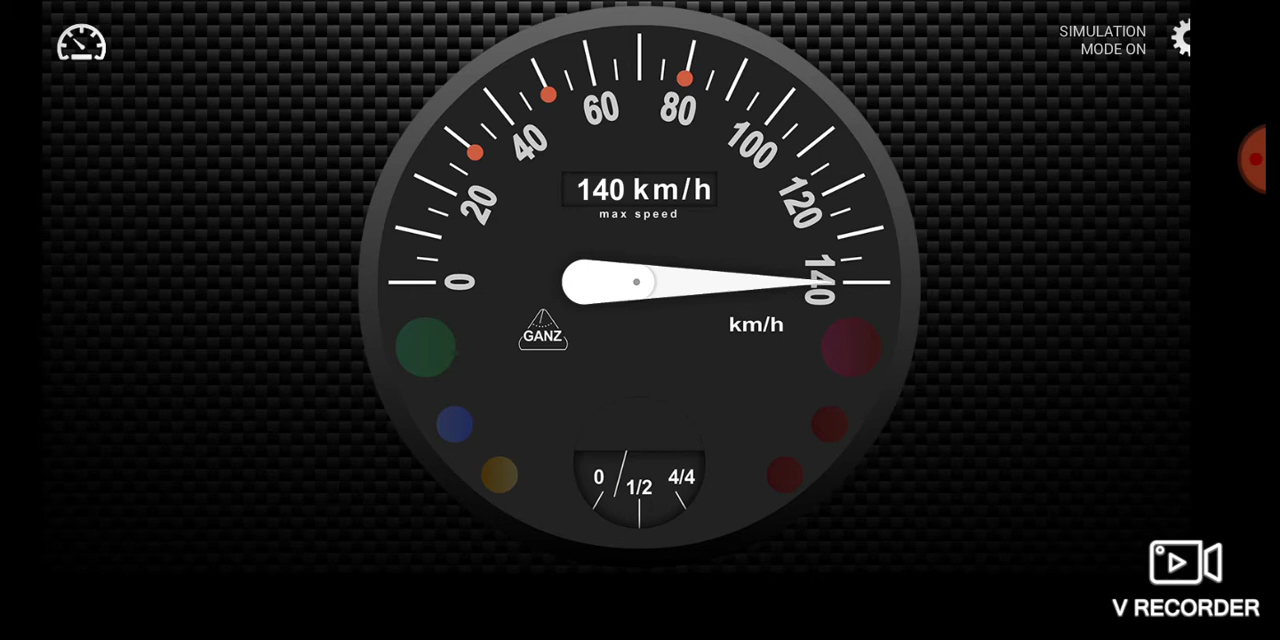 SIMULATION
MODE ON
0
20
40
60
80
100
120
140
140 km/h
max speed
km/h
GANZ
0
1/2
4/4
V RECORDER